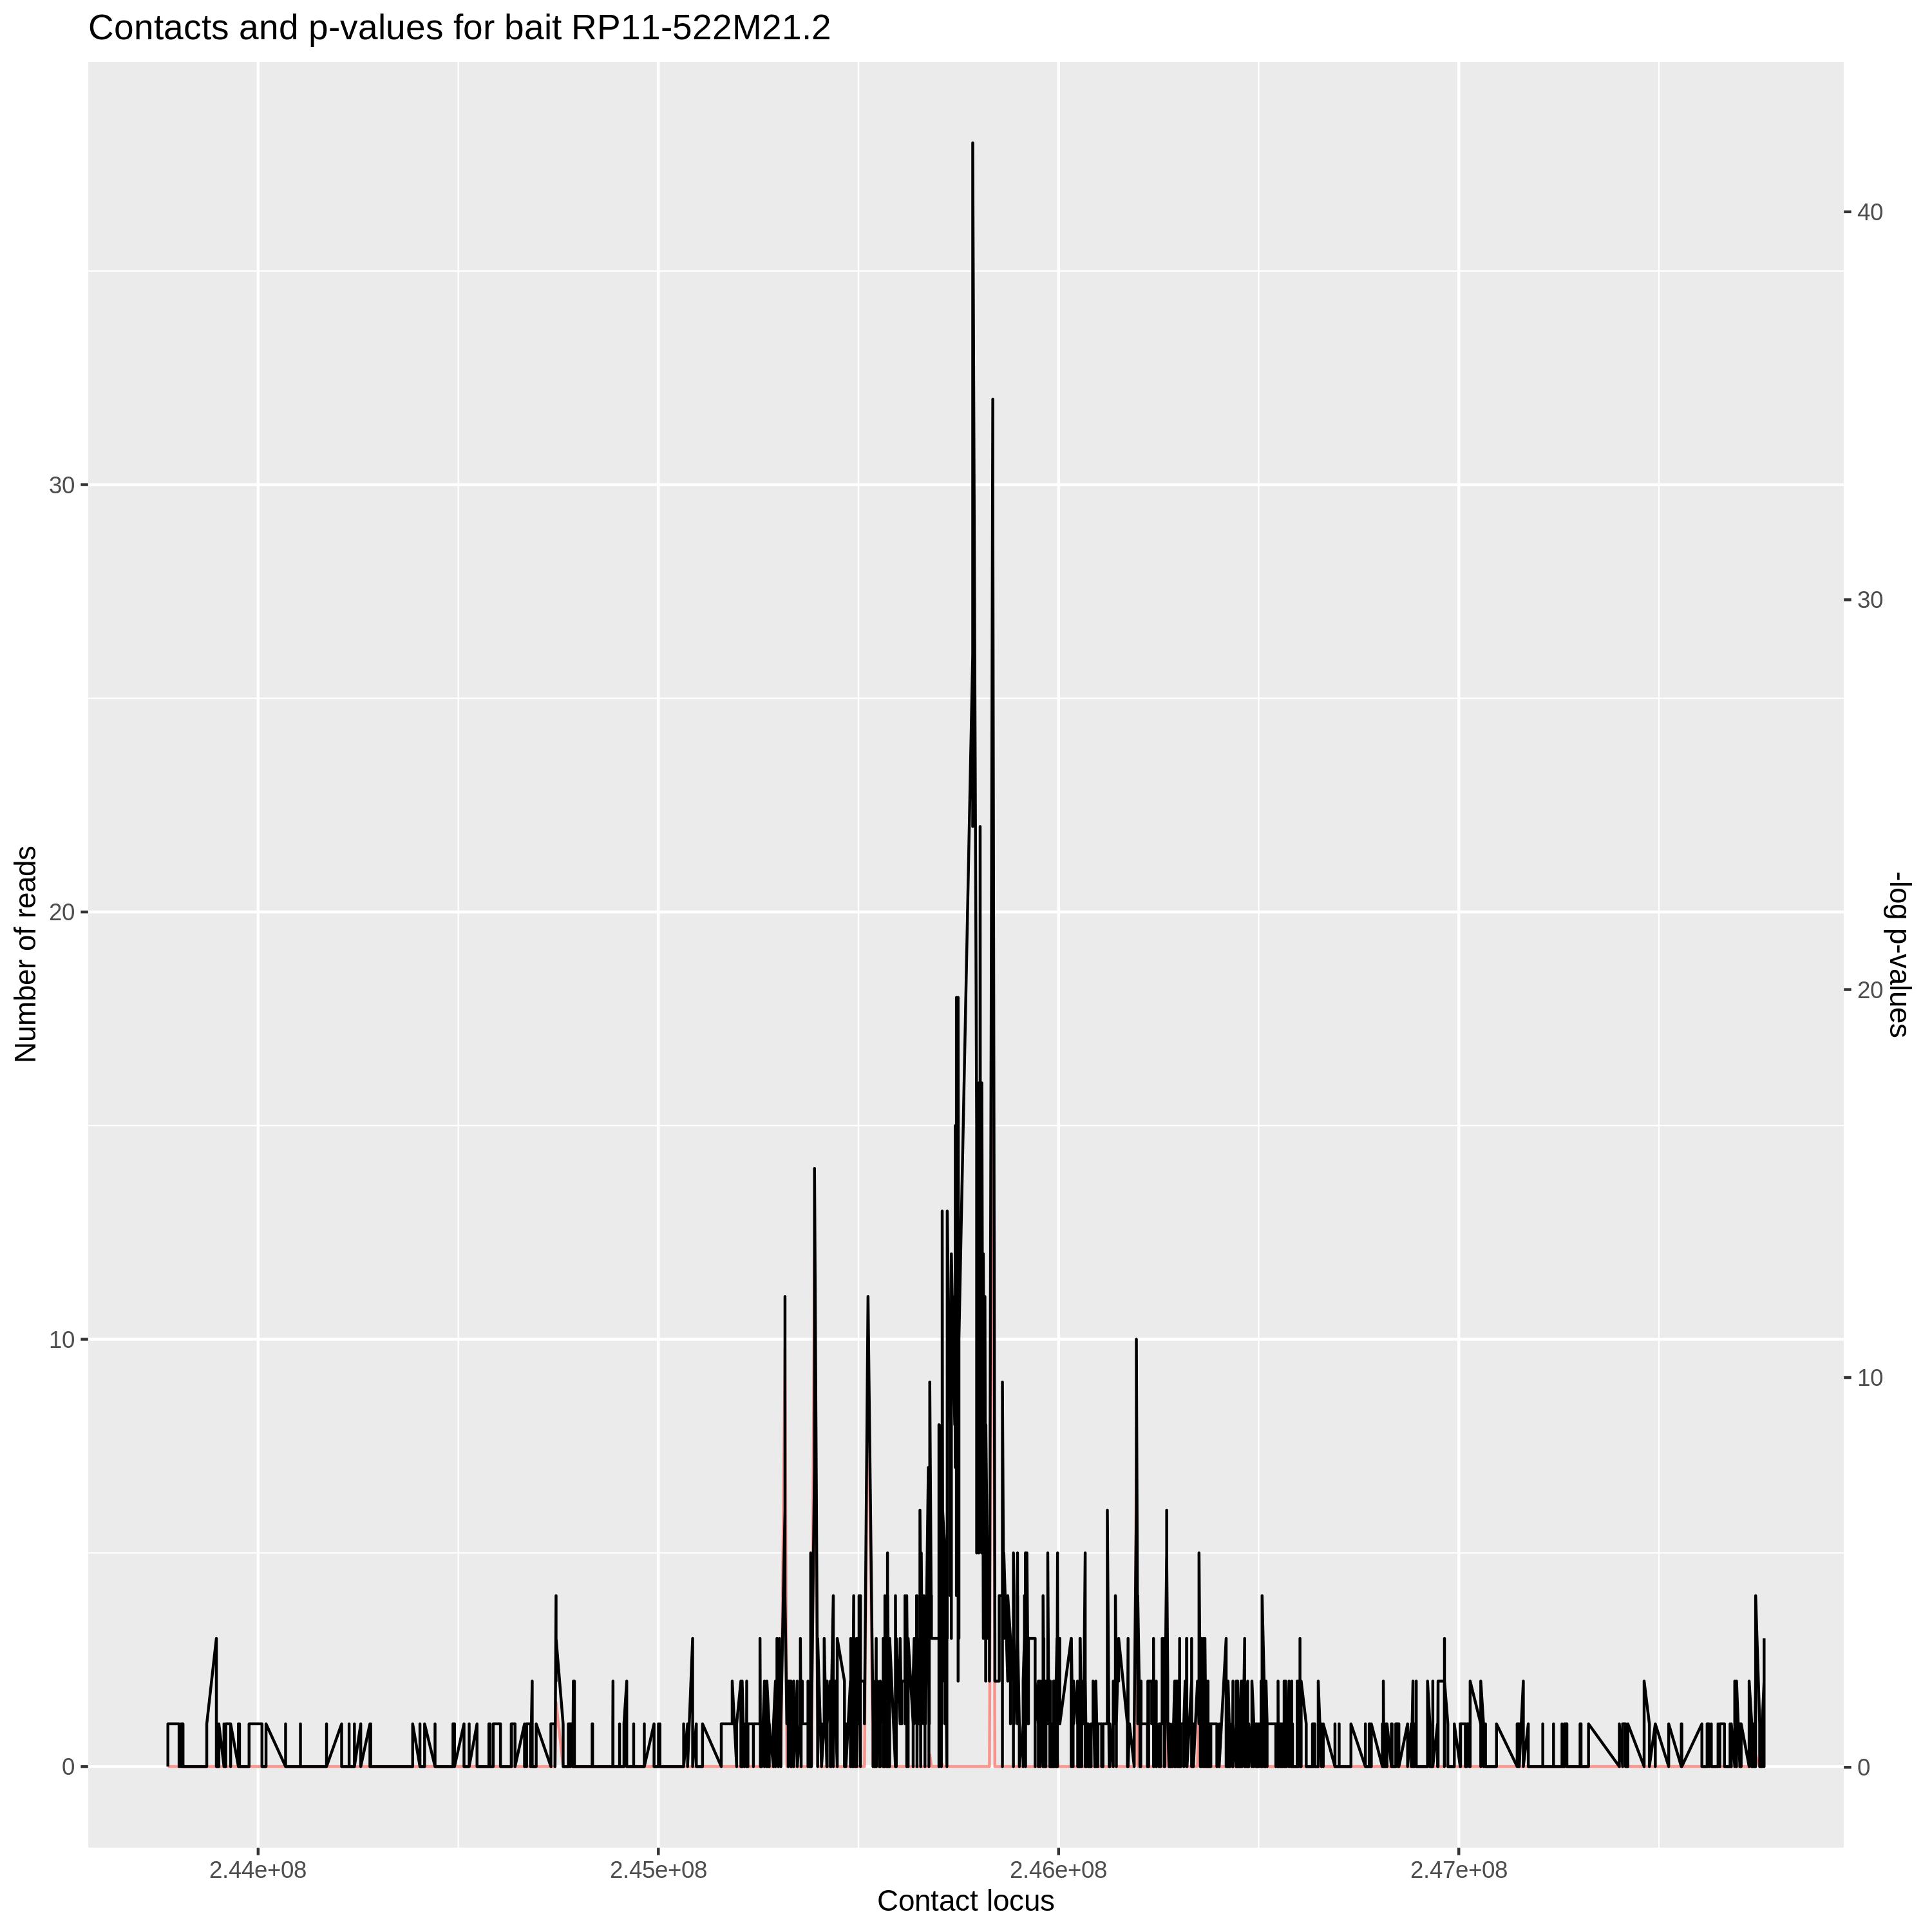 Contacts and p-values for bait RP11-522M21.2
40
30
30
20
20
10
10
0
0
Number of reads
-log p-values
2.44e+08 2.45e+08 2.46e+08 2.47e+08
Contact locus